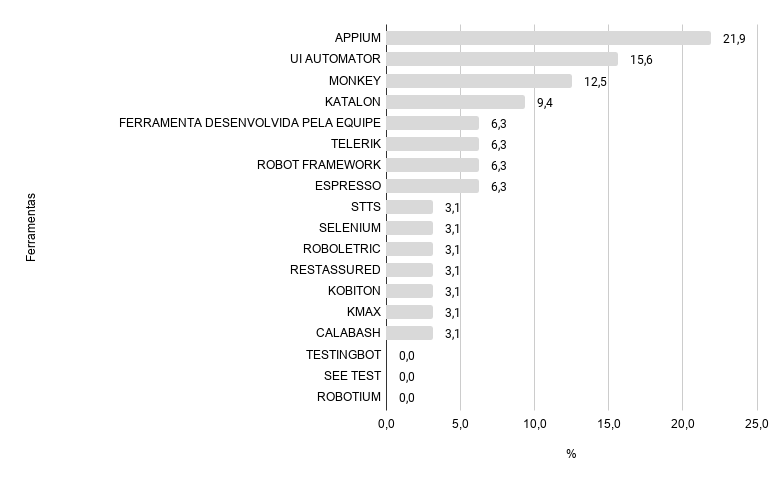 APPIUM 21,9
UI AUTOMATOR 15,6
MONKEY 12,5
KATALON 9,4
FERRAMENTA DESENVOLVIDA PELA EQUIPE 6,3
TELERIK 6,3
ROBOT FRAMEWORK 6,3
ESPRESSO 6,3
STTS 3,1
SELENIUM 3,1
ROBOLETRIC 3,1
RESTASSURED 3,1
KOBITON 3,1
KMAX 3,1
CALABASH 3,1
TESTINGBOT 0,0
SEE TEST 0,0
ROBOTIUM 0,0
Ferramentas
0,0 5,0 10,0 15,0 20,0 25,0
%